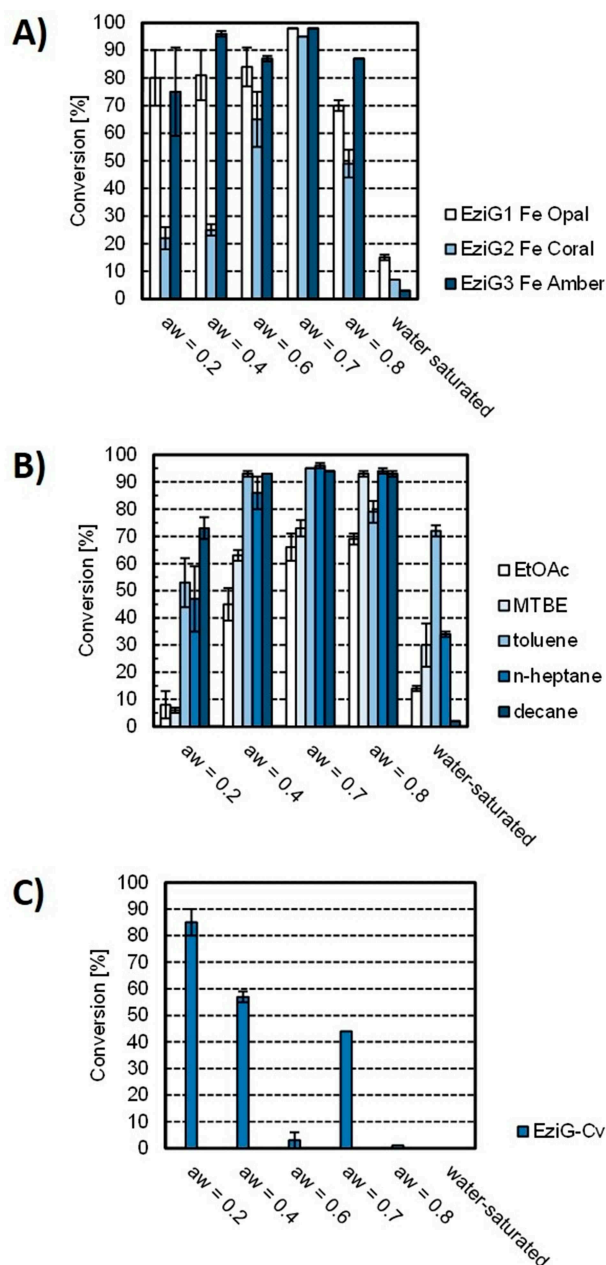 A)
Conversion [%]
100
90
80
70
60
50
40
30
20
10
0
aw = 0.2
aw = 0.4
aw = 0.6
aw = 0.7
aw = 0.8
water saturated
EziG1 Fe Opal
EziG2 Fe Coral
EziG3 Fe Amber
B)
Conversion [%]
100
90
80
70
60
50
40
30
20
10
0
aw = 0.2
aw = 0.4
aw = 0.7
aw = 0.8
water-saturated
EtOAc
MTBE
toluene
n-heptane
decane
C)
Conversion [%]
100
90
80
70
60
50
40
30
20
10
0
aw = 0.2
aw = 0.4
aw = 0.6
aw = 0.7
aw = 0.8
water-saturated
EziG-Cv